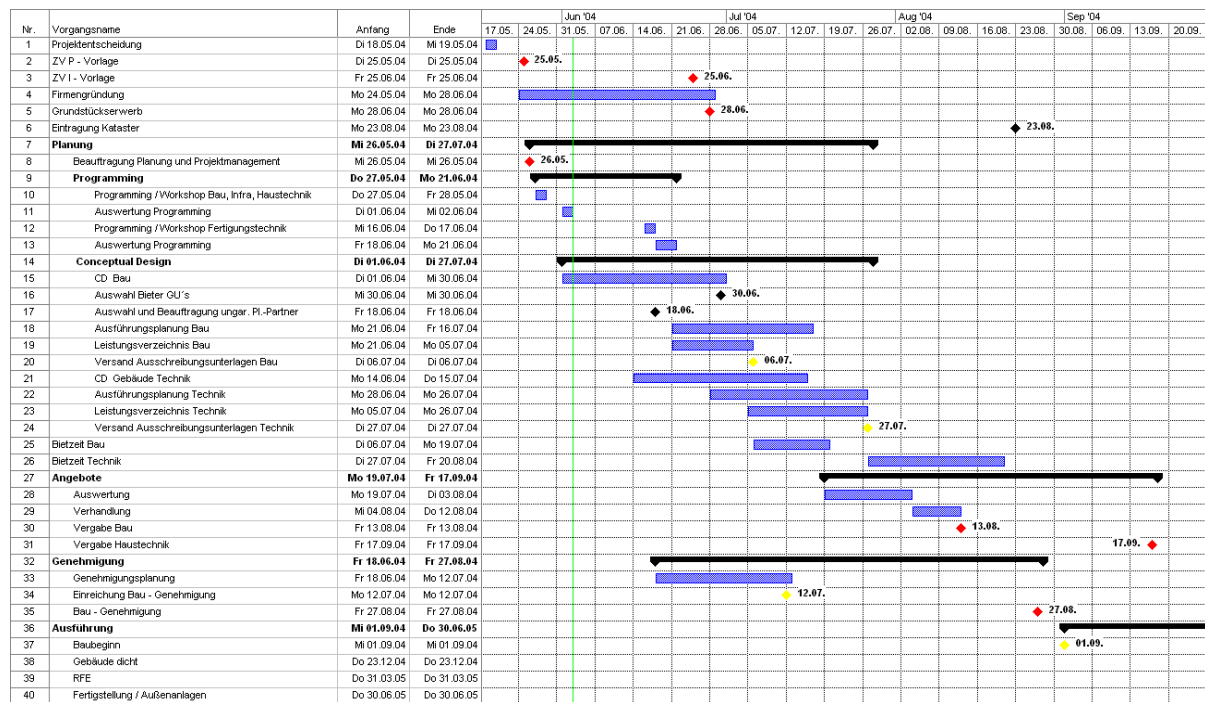 Jun '04 Jul '04 Aug '04 Sep '04
Nr. Vorgangsname Anfang Ende 17.05. 24.05. 31.05. 07.06. 14.06. 21.06. 28.06. 05.07. 12.07. 19.07. 26.07. 02.08. 09.08. 16.08. 23.08. 30.08. 06.09. 13.09. 20.09.
1 Projektentscheidung Di 18.05.04 Mi 19.05.04
2 ZV P - Vorlage Di 25.05.04 Di 25.05.04 25.05.
3 ZV I - Vorlage Fr 25.06.04 Fr 25.06.04 25.06.
4 Firmengründung Mo 24.05.04 Mo 28.06.04
5 Grundstückserwerb Mo 28.06.04 Mo 28.06.04 28.06.
6 Eintragung Kataster Mo 23.08.04 Mo 23.08.04 23.08.
7 Planung Mi 26.05.04 Di 27.07.04
8 Beauftragung Planung und Projektmanagement Mi 26.05.04 Mi 26.05.04 26.05.
9 Programming Do 27.05.04 Mo 21.06.04
10 Programming / Workshop Bau, Infra, Haustechnik Do 27.05.04 Fr 28.05.04
11 Auswertung Programming Di 01.06.04 Mi 02.06.04
12 Programming / Workshop Fertigungstechnik Mi 16.06.04 Do 17.06.04
13 Auswertung Programming Fr 18.06.04 Mo 21.06.04
14 Conceptual Design Di 01.06.04 Di 27.07.04
15 CD Bau Di 01.06.04 Mi 30.06.04
16 Auswahl Bieter GU´s Mi 30.06.04 Mi 30.06.04 30.06.
17 Auswahl und Beauftragung ungar. Pl.-Partner Fr 18.06.04 Fr 18.06.04 18.06.
18 Ausführungsplanung Bau Mo 21.06.04 Fr 16.07.04
19 Leistungsverzeichnis Bau Mo 21.06.04 Mo 05.07.04
20 Versand Ausschreibungsunterlagen Bau Di 06.07.04 Di 06.07.04 06.07.
21 CD Gebäude Technik Mo 14.06.04 Do 15.07.04
22 Ausführungsplanung Technik Mo 28.06.04 Mo 26.07.04
23 Leistungsverzeichnis Technik Mo 05.07.04 Mo 26.07.04
24 Versand Ausschreibungsunterlagen Technik Di 27.07.04 Di 27.07.04 27.07.
25 Bietzeit Bau Di 06.07.04 Mo 19.07.04
26 Bietzeit Technik Di 27.07.04 Fr 20.08.04
27 Angebote Mo 19.07.04 Fr 17.09.04
28 Auswertung Mo 19.07.04 Di 03.08.04
29 Verhandlung Mi 04.08.04 Do 12.08.04
30 Vergabe Bau Fr 13.08.04 Fr 13.08.04 13.08.
31 Vergabe Haustechnik Fr 17.09.04 Fr 17.09.04 17.09.
32 Genehmigung Fr 18.06.04 Fr 27.08.04
33 Genehmigungsplanung Fr 18.06.04 Mo 12.07.04
34 Einreichung Bau - Genehmigung Mo 12.07.04 Mo 12.07.04 12.07.
35 Bau - Genehmigung Fr 27.08.04 Fr 27.08.04 27.08.
36 Ausführung Mi 01.09.04 Do 30.06.05
37 Baubeginn Mi 01.09.04 Mi 01.09.04 01.09.
38 Gebäude dicht Do 23.12.04 Do 23.12.04
39 RFE Do 31.03.05 Do 31.03.05
40 Fertigstellung / Außenanlagen Do 30.06.05 Do 30.06.05